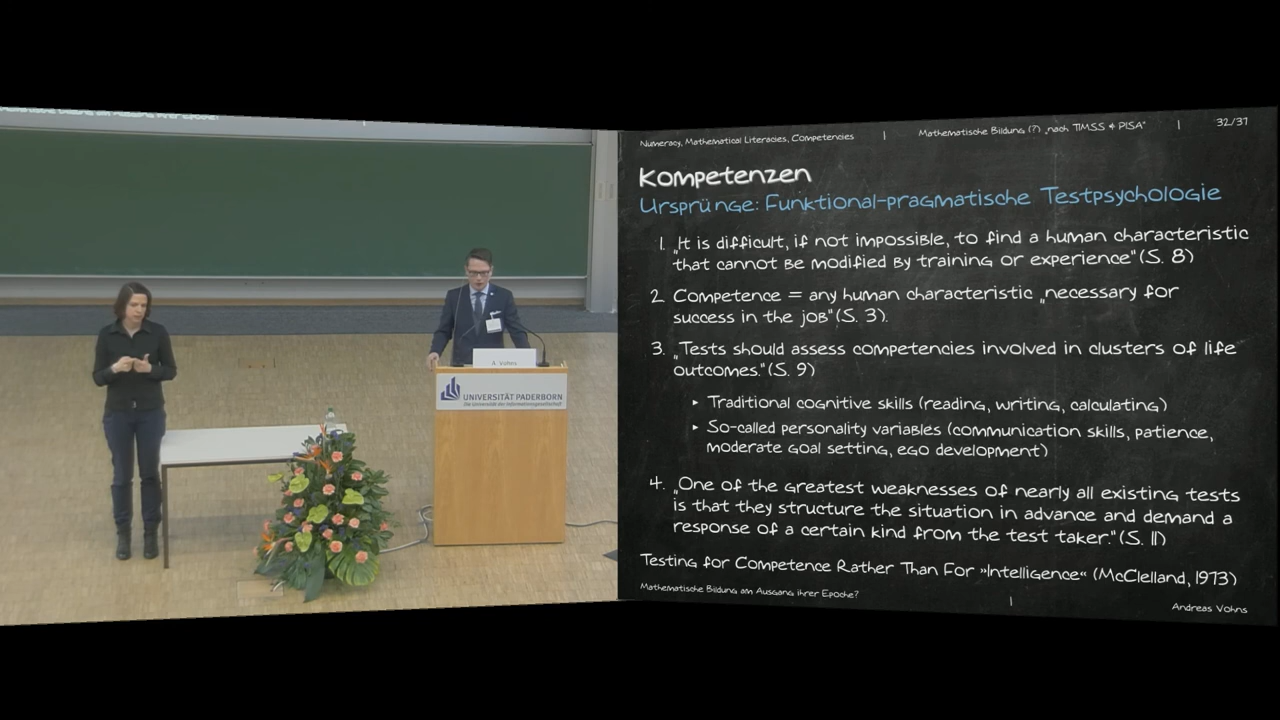 A. Vohns
UNIVERSITÄT PADERBORN
Die Universität der Informationsgesellschaft
Numeracy, Mathematical Literacies, Competencies | Mathematische Bildung (?) „nach TIMSS & PISA“ | 32/37
Kompetenzen
Ursprünge: Funktional-pragmatische Testpsychologie
1. „It is difficult, if not impossible, to find a human characteristic
that cannot be modified by training or experience“ (S. 8)
2. Competence = any human characteristic „necessary for
success in the job“ (S. 3).
3. „Tests should assess competencies involved in clusters of life
outcomes.“ (S. 9)
▸ Traditional cognitive skills (reading, writing, calculating)
▸ So-called personality variables (communication skills, patience,
moderate goal setting, ego development)
4. „One of the greatest weaknesses of nearly all existing tests
is that they structure the situation in advance and demand a
response of a certain kind from the test taker.“ (S. 11)
Testing for Competence Rather Than For »Intelligence« (McClelland, 1973)
Mathematische Bildung am Ausgang ihrer Epoche? | Andreas Vohns